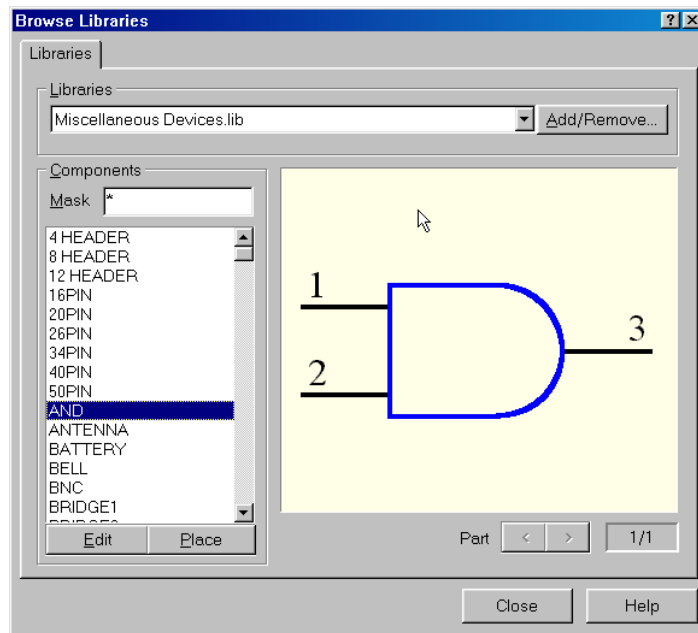 Browse Libraries
Libraries
Libraries
Miscellaneous Devices.lib
Add/Remove...
Components
Mask *
4 HEADER
8 HEADER
12 HEADER
16PIN
20PIN
26PIN
34PIN
40PIN
50PIN
AND
ANTENNA
BATTERY
BELL
BNC
BRIDGE1
Edit Place
1
2
3
Part < > 1/1
Close Help